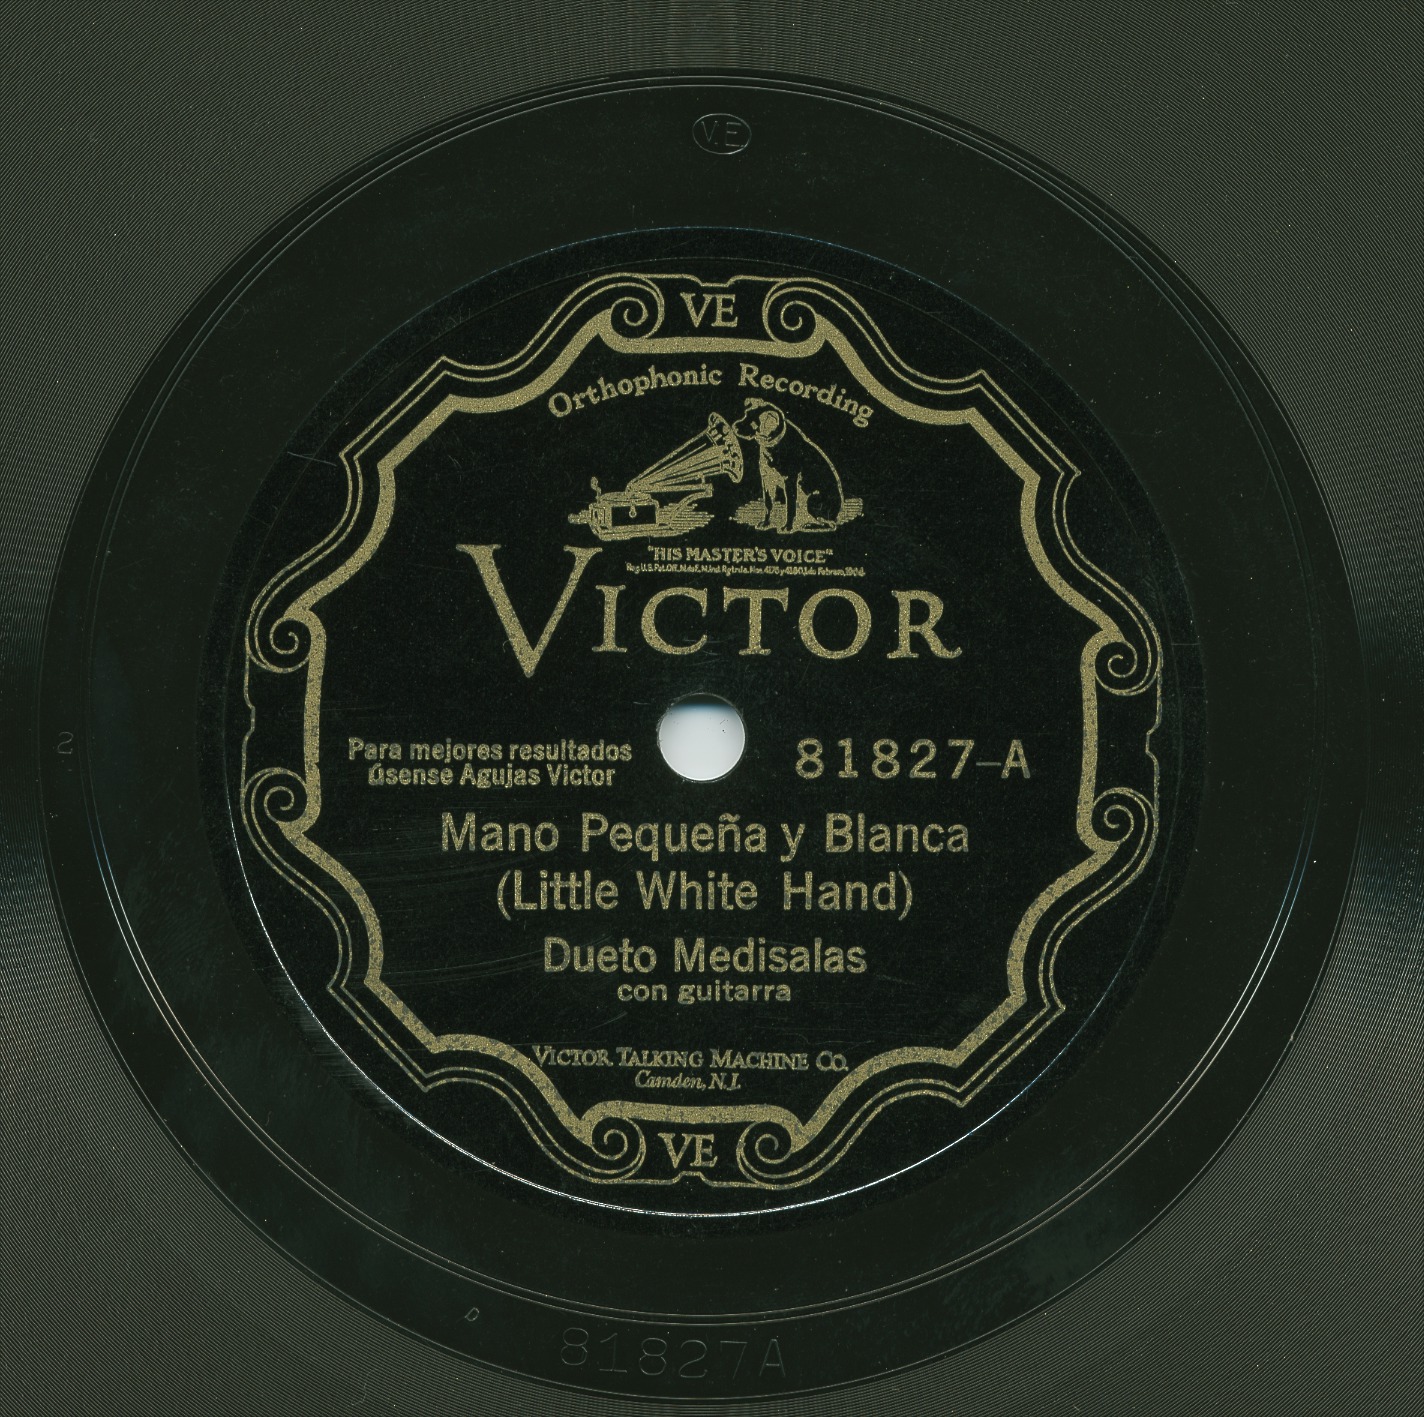 V.E.
VE
Orthophonic Recording
"HIS MASTER'S VOICE"
VICTOR
Para mejores resultados
Úsense Agujas Victor
81827-A
Mano Pequeña y Blanca
(Little White Hand)
Dueto Medisalas
con guitarra
VICTOR TALKING MACHINE CO.
Camden, N.J.
VE
2
D
81827A